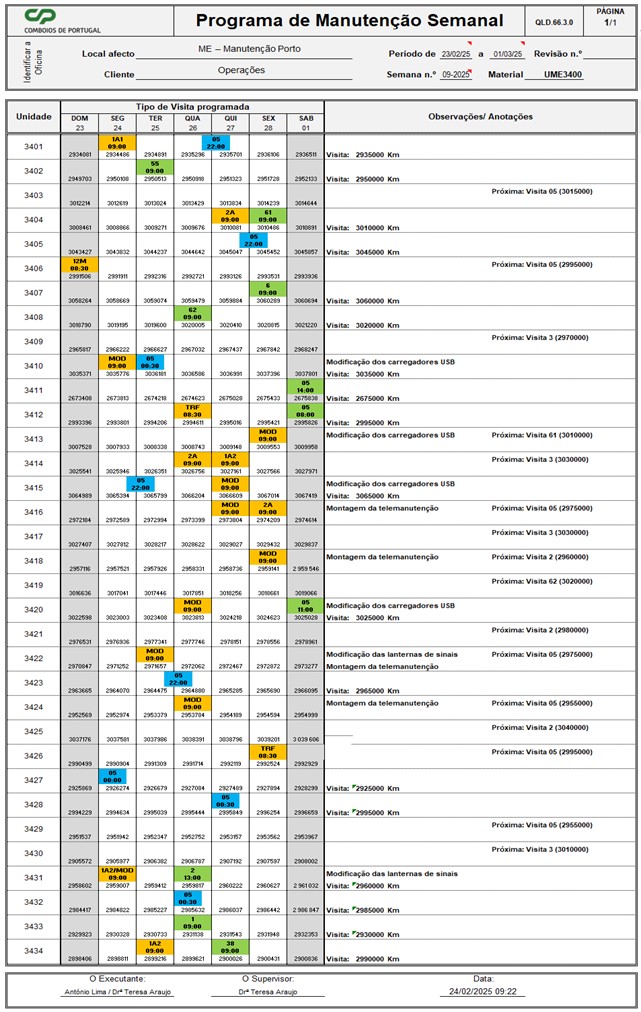 CP
COMBOIOS DE PORTUGAL
Programa de Manutenção Semanal
QLD.66.3.0
PÁGINA
1/1
Identificar a Oficina
Local afecto ME – Manutenção Porto
Período de 23/02/25 a 01/03/25 Revisão n.º
Cliente Operações
Semana n.º 09-2025 Material UME3400
Unidade
Tipo de Visita programada
Observações/ Anotações
DOM SEG TER QUA QUI SEX SAB
23 24 25 26 27 28 01
3401 1A1 09:00 05 22:00
2934081 2934486 2934891 2935296 2935701 2936106 2936511 Visita: 2935000 Km
3402 5S 09:00
2949703 2950108 2950513 2950918 2951323 2951728 2952133 Visita: 2950000 Km
3403 Próxima: Visita 05 (3015000)
3012214 3012619 3013024 3013429 3013834 3014239 3014644
3404 2A 09:00 61 09:00
3008461 3008866 3009271 3009676 3010081 3010486 3010891 Visita: 3010000 Km
3405 05 22:00
3043427 3043832 3044237 3044642 3045047 3045452 3045857 Visita: 3045000 Km
3406 12M 00:30 Próxima: Visita 05 (2995000)
2991506 2991911 2992316 2992721 2993126 2993531 2993936
3407 6 09:00
3058264 3058669 3059074 3059479 3059884 3060289 3060694 Visita: 3060000 Km
3408 62 09:00
3018790 3019195 3019600 3020005 3020410 3020815 3021220 Visita: 3020000 Km
3409 Próxima: Visita 3 (2970000)
2965817 2966222 2966627 2967032 2967437 2967842 2968247
3410 MOD 09:00 05 00:30 Modificação dos carregadores USB
3035371 3035776 3036181 3036586 3036991 3037396 3037801 Visita: 3035000 Km
3411 05 14:00
2673408 2673813 2674218 2674623 2675028 2675433 2675838 Visita: 2675000 Km
3412 TRF 08:30 05 08:00
2993396 2993801 2994206 2994611 2995016 2995421 2995826 Visita: 2995000 Km
3413 MOD 09:00 Modificação dos carregadores USB Próxima: Visita 61 (3010000)
3007528 3007933 3008338 3008743 3009148 3009553 3009958
3414 2A 09:00 1A2 09:00 Próxima: Visita 3 (3030000)
3025541 3025946 3026351 3026756 3027161 3027566 3027971
3415 05 22:00 MOD 09:00 Modificação dos carregadores USB
3064989 3065394 3065799 3066204 3066609 3067014 3067419 Visita: 3065000 Km
3416 MOD 09:00 2A 09:00 Montagem da telemanutenção Próxima: Visita 05 (2975000)
2972184 2972589 2972994 2973399 2973804 2974209 2974614
3417 Próxima: Visita 3 (3030000)
3027407 3027812 3028217 3028622 3029027 3029432 3029837
3418 MOD 09:00 Montagem da telemanutenção Próxima: Visita 2 (2960000)
2957116 2957521 2957926 2958331 2958736 2959141 2 959 546
3419 Próxima: Visita 62 (3020000)
3016636 3017041 3017446 3017851 3018256 3018661 3019066
3420 MOD 09:00 05 11:00 Modificação dos carregadores USB
3022598 3023003 3023408 3023813 3024218 3024623 3025028 Visita: 3025000 Km
3421 Próxima: Visita 2 (2980000)
2976531 2976936 2977341 2977746 2978151 2978556 2978961
3422 MOD 09:00 Modificação das lanternas de sinais Próxima: Visita 05 (2975000)
2970847 2971252 2971657 2972062 2972467 2972872 2973277 Montagem da telemanutenção
3423 05 22:00
2963665 2964070 2964475 2964880 2965285 2965690 2966095 Visita: 2965000 Km
3424 MOD 09:00 Montagem da telemanutenção Próxima: Visita 05 (2955000)
2952569 2952974 2953379 2953784 2954189 2954594 2954999
3425 Próxima: Visita 2 (3040000)
3037176 3037581 3037986 3038391 3038796 3039201 3 039 606
3426 TRF 08:30 Próxima: Visita 05 (2995000)
2990499 2990904 2991309 2991714 2992119 2992524 2992929
3427 05 00:00
2925869 2926274 2926679 2927084 2927489 2927894 2928299 Visita: 2925000 Km
3428 05 00:30
2994229 2994634 2995039 2995444 2995849 2996254 2996659 Visita: 2995000 Km
3429 Próxima: Visita 05 (2955000)
2951537 2951942 2952347 2952752 2953157 2953562 2953967
3430 Próxima: Visita 3 (3010000)
2905572 2905977 2906382 2906787 2907192 2907597 2908002
3431 1A2/MOD 09:00 2 13:00 Modificação das lanternas de sinais
2958602 2959007 2959412 2959817 2960222 2960627 2 961 032 Visita: 2960000 Km
3432 05 00:30
2984417 2984822 2985227 2985632 2986037 2986442 2 986 847 Visita: 2985000 Km
3433 1 09:00
2929923 2930328 2930733 2931138 2931543 2931948 2932353 Visita: 2930000 Km
3434 1A2 09:00 38 09:00
2898406 2898811 2899216 2899621 2900026 2900431 2900836 Visita: 2990000 Km
O Executante: O Supervisor: Data:
António Lima / Drª Teresa Araujo Drª Teresa Araujo 24/02/2025 09:22